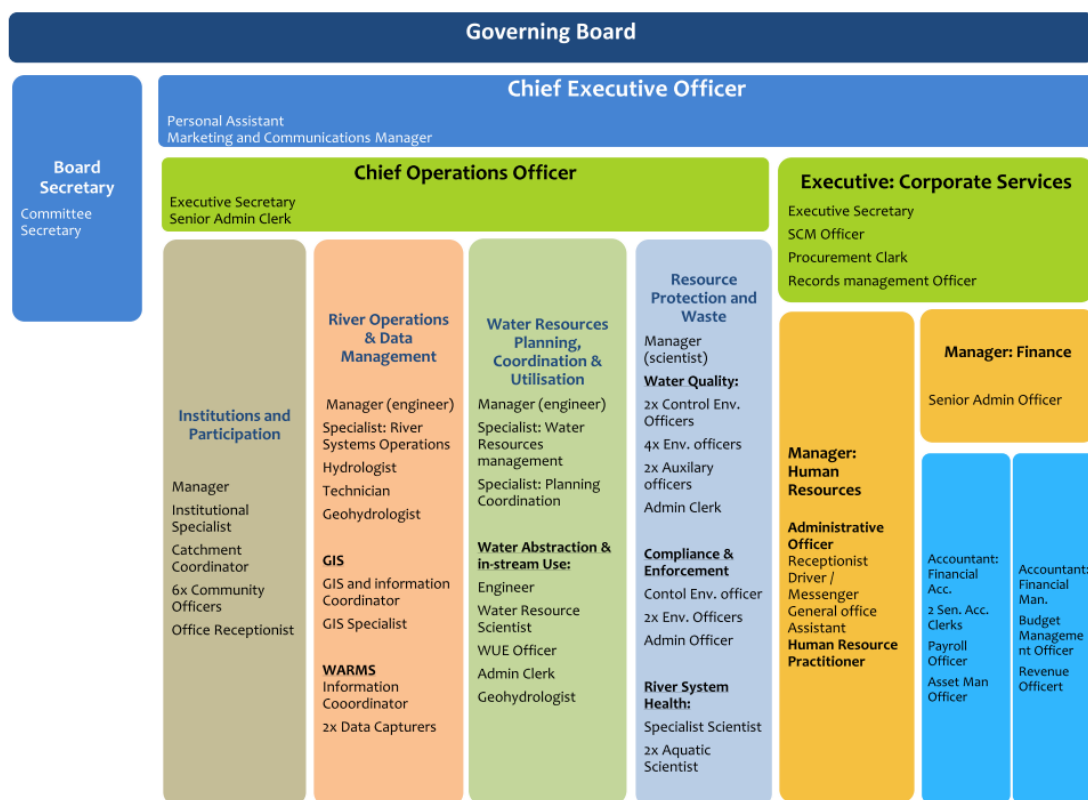 Governing Board
Board
Secretary
Committee
Secretary
Chief Executive Officer
Personal Assistant
Marketing and Communications Manager
Chief Operations Officer
Executive Secretary
Senior Admin Clerk
Institutions and
Participation
Manager
Institutional
Specialist
Catchment
Coordinator
6x Community
Officers
Office Receptionist
River Operations
& Data
Management
Manager (engineer)
Specialist: River
Systems Operations
Hydrologist
Technician
Geohydrologist
GIS
GIS and information
Coordinator
GIS Specialist
WARMS
Information
Cooordinator
2x Data Capturers
Water Resources
Planning,
Coordination &
Utilisation
Manager (engineer)
Specialist: Water
Resources
management
Specialist: Planning
Coordination
Water Abstraction &
in-stream Use:
Engineer
Water Resource
Scientist
WUE Officer
Admin Clerk
Geohydrologist
Resource
Protection and
Waste
Manager
(scientist)
Water Quality:
2x Control Env.
Officers
4x Env. officers
2x Auxilary
officers
Admin Clerk
Compliance &
Enforcement
Contol Env. officer
2x Env. Officers
Admin Officer
River System
Health:
Specialist Scientist
2x Aquatic
Scientist
Executive: Corporate Services
Executive Secretary
SCM Officer
Procurement Clark
Records management Officer
Manager:
Human
Resources
Administrative
Officer
Receptionist
Driver /
Messenger
General office
Assistant
Human Resource
Practitioner
Manager: Finance
Senior Admin Officer
Accountant:
Financial
Acc.
2 Sen. Acc.
Clerks
Payroll
Officer
Asset Man
Officer
Accountant:
Financial
Man.
Budget
Manageme
nt Officer
Revenue
Officert